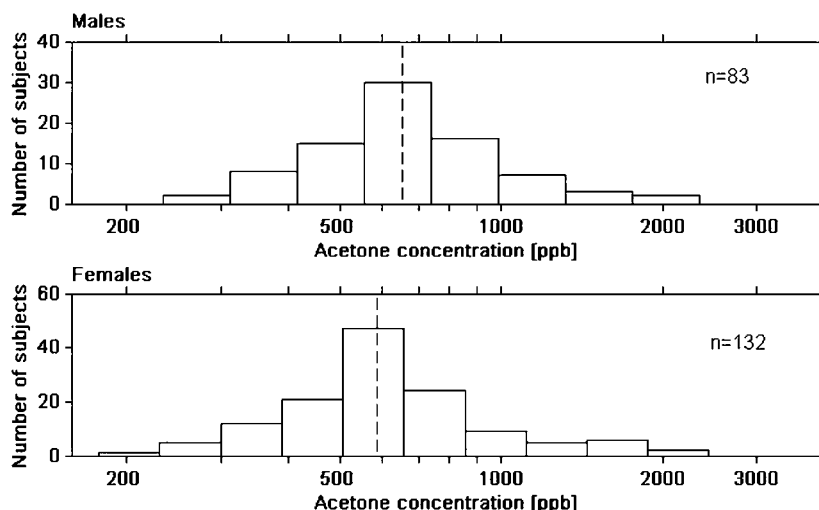 Males
40
30
20
10
0
n=83
Number of subjects
200 500 1000 2000 3000
Acetone concentration [ppb]
Females
60
40
20
0
n=132
Number of subjects
200 500 1000 2000 3000
Acetone concentration [ppb]